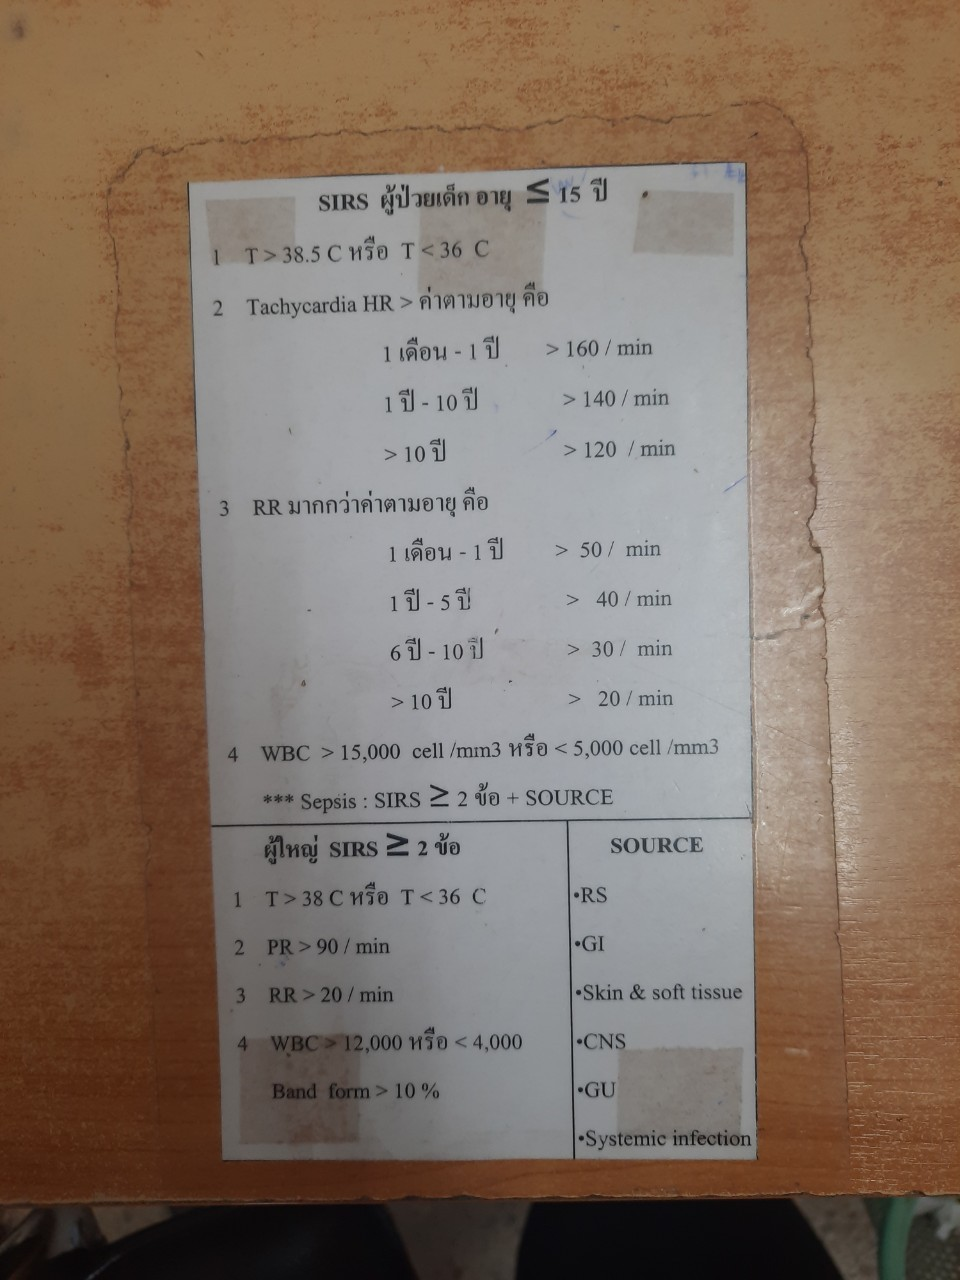 SIRS ผู้ป่วยเด็ก อายุ ≤ 15 ปี
1 T > 38.5 C หรือ T < 36 C
2 Tachycardia HR > ค่าตามอายุ คือ
1 เดือน - 1 ปี > 160 / min
1 ปี - 10 ปี > 140 / min
> 10 ปี > 120 / min
3 RR มากกว่าค่าตามอายุ คือ
1 เดือน - 1 ปี > 50 / min
1 ปี - 5 ปี > 40 / min
6 ปี - 10 ปี > 30 / min
> 10 ปี > 20 / min
4 WBC > 15,000 cell /mm3 หรือ < 5,000 cell /mm3
*** Sepsis : SIRS ≥ 2 ข้อ + SOURCE
ผู้ใหญ่ SIRS ≥ 2 ข้อ
1 T > 38 C หรือ T < 36 C
2 PR > 90 / min
3 RR > 20 / min
4 WBC > 12,000 หรือ < 4,000
Band form > 10 %
SOURCE
•RS
•GI
•Skin & soft tissue
•CNS
•GU
•Systemic infection